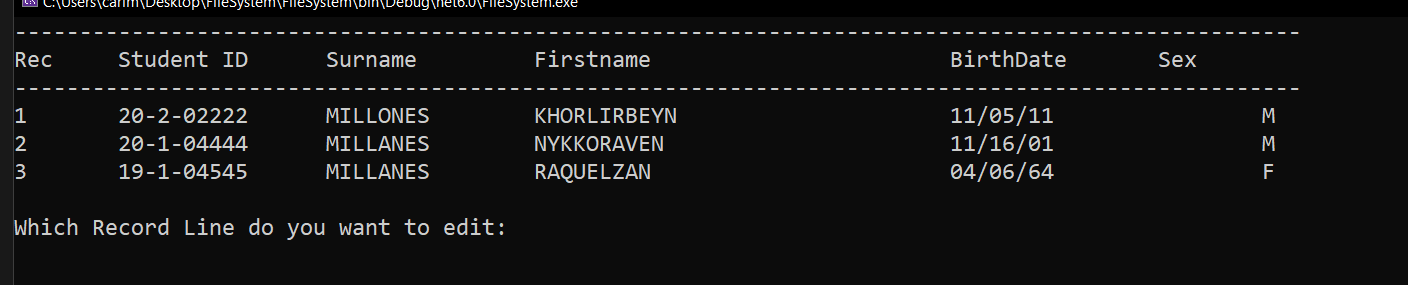 C:\Users\carim\Desktop\FileSystem\FileSystem\bin\Debug\net6.0\FileSystem.exe
---------------------------------------------------------------------------------------------------
Rec Student ID Surname Firstname BirthDate Sex
---------------------------------------------------------------------------------------------------
1 20-2-02222 MILLONES KHORLIRBEYN 11/05/11 M
2 20-1-04444 MILLANES NYKKORAVEN 11/16/01 M
3 19-1-04545 MILLANES RAQUELZAN 04/06/64 F
Which Record Line do you want to edit: